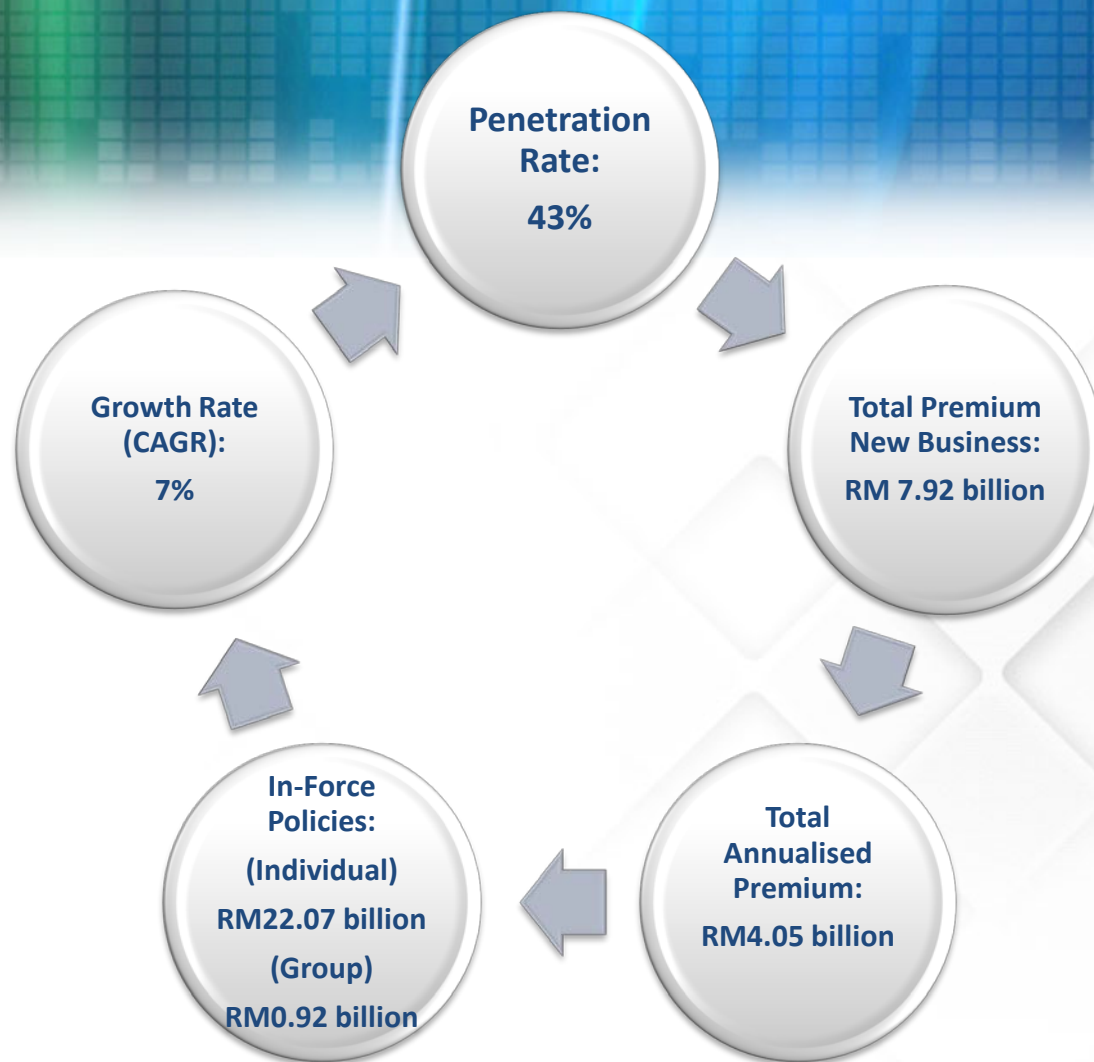 Penetration
Rate:
43%
Total Premium
New Business:
RM 7.92 billion
Total
Annualised
Premium:
RM4.05 billion
In-Force
Policies:
(Individual)
RM22.07 billion
(Group)
RM0.92 billion
Growth Rate
(CAGR):
7%